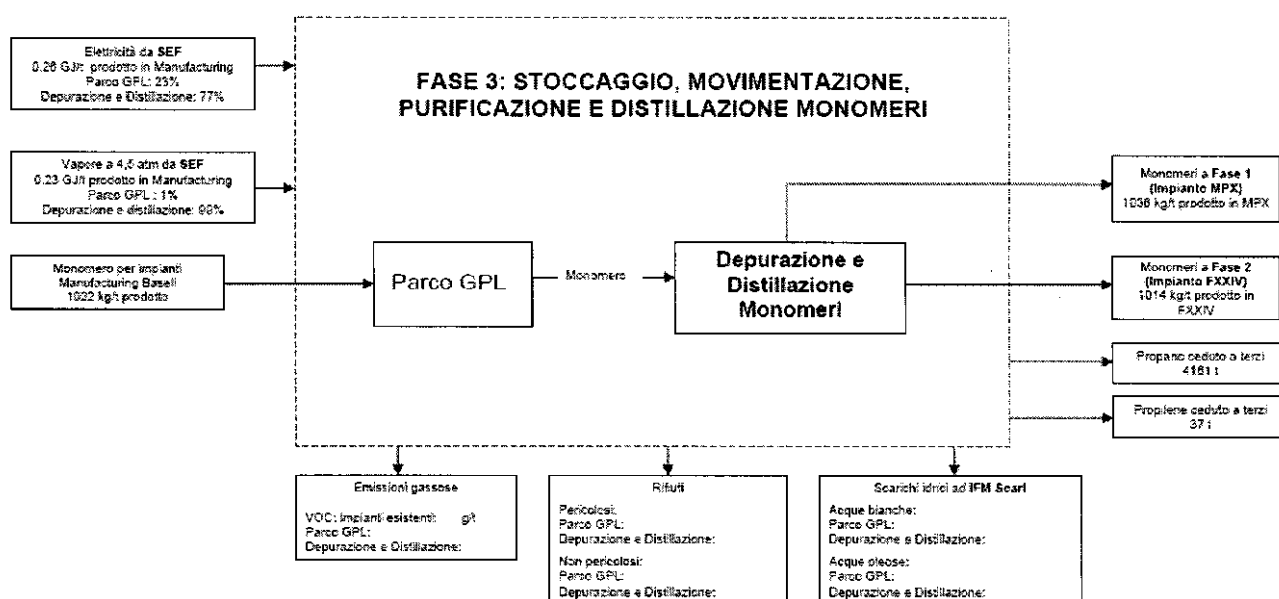 Elettricità da SEF
0.26 GJ/t prodotto in Manufacturing
Parco GPL: 23%
Depurazione e Distillazione: 77%
FASE 3: STOCCAGGIO, MOVIMENTAZIONE,
PURIFICAZIONE E DISTILLAZIONE MONOMERI
Vapore a 4,5 atm da SEF
0.23 GJ/t prodotto in Manufacturing
Parco GPL: 1%
Depurazione e distillazione: 99%
Monomero per impianti
Manufacturing Basell
1022 kg/t prodotto
Parco GPL
Monomero
Depurazione e
Distillazione
Monomeri
Monomeri a Fase 1
(Impianto MPX)
1036 kg/t prodotto in MPX
Monomeri a Fase 2
(Impianto FXXIV)
1014 kg/t prodotto in
FXXIV
Propano ceduto a terzi
4161 t
Propilene ceduto a terzi
37 t
Emissioni gassose
VOC: Impianti esistenti: g/t
Parco GPL:
Depurazione e Distillazione:
Rifiuti
Pericolosi:
Parco GPL:
Depurazione e Distillazione:
Non pericolosi:
Parco GPL:
Depurazione e Distillazione:
Scarichi idrici ad IFM Scarl
Acque bianche:
Parco GPL:
Depurazione e Distillazione:
Acque oleose:
Parco GPL:
Depurazione e Distillazione: